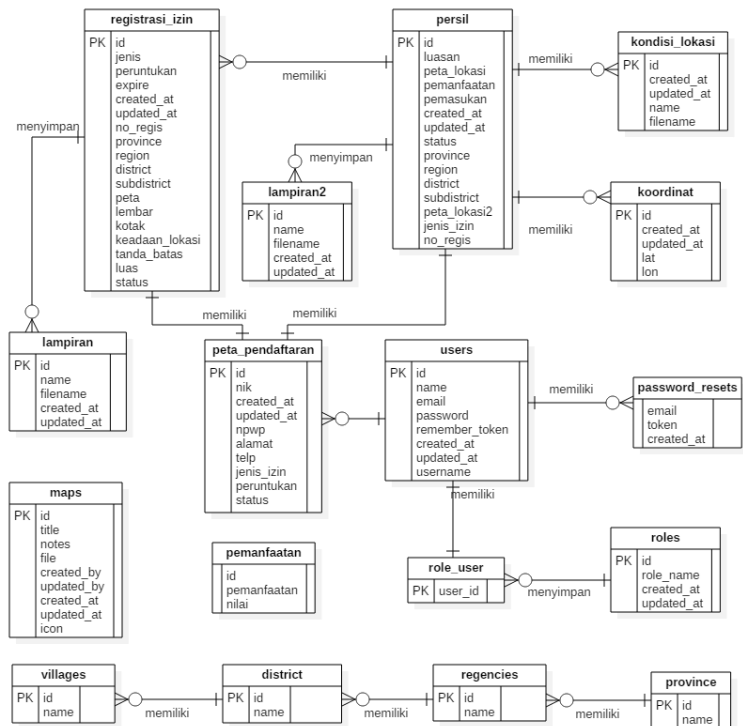 registrasi_izin
PK id
jenis
peruntukan
expire
created_at
updated_at
no_regis
province
region
district
subdistrict
peta
lembar
kotak
keadaan_lokasi
tanda_batas
luas
status
memiliki
persil
PK id
luasan
peta_lokasi
pemanfaatan
pemasukan
created_at
updated_at
status
province
region
district
subdistrict
peta_lokasi2
jenis_izin
no_regis
memiliki
kondisi_lokasi
PK id
created_at
updated_at
name
filename
menyimpan
menyimpan
lampiran2
PK id
name
filename
created_at
updated_at
memiliki
koordinat
PK id
created_at
updated_at
lat
lon
memiliki
memiliki
lampiran
PK id
name
filename
created_at
updated_at
peta_pendaftaran
PK id
nik
created_at
updated_at
npwp
alamat
telp
jenis_izin
peruntukan
status
users
PK id
name
email
password
remember_token
created_at
updated_at
username
memiliki
password_resets
email
token
created_at
memiliki
maps
PK id
title
notes
file
created_by
updated_by
created_at
updated_at
icon
pemanfaatan
id
pemanfaatan
nilai
role_user
PK user_id
menyimpan
roles
PK id
role_name
created_at
updated_at
villages
PK id
name
memiliki
district
PK id
name
memiliki
regencies
PK id
name
memiliki
province
PK id
name